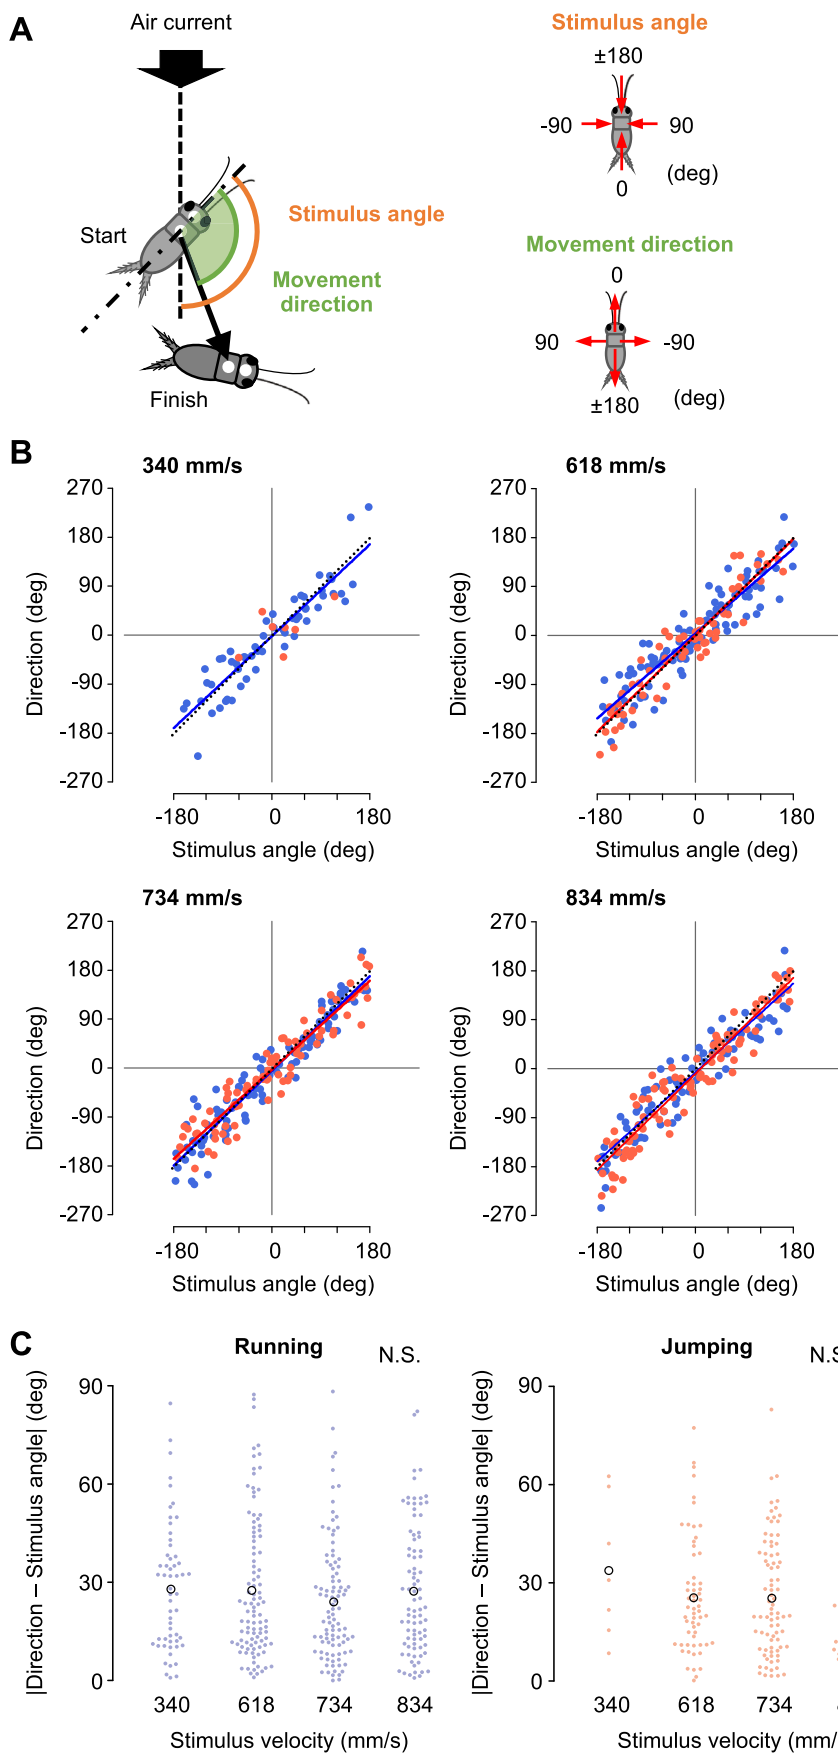 A
Air current
Stimulus angle
±180
-90
90
0
(deg)
Start
Stimulus angle
Movement
direction
Finish
Movement direction
0
90
-90
±180
(deg)
B
340 mm/s
270
180
90
0
-90
-180
-270
Direction (deg)
-180
0
180
Stimulus angle (deg)
618 mm/s
270
180
90
0
-90
-180
-270
Direction (deg)
-180
0
180
Stimulus angle (deg)
734 mm/s
270
180
90
0
-90
-180
-270
Direction (deg)
-180
0
180
Stimulus angle (deg)
834 mm/s
270
180
90
0
-90
-180
-270
Direction (deg)
-180
0
180
Stimulus angle (deg)
C
Running
N.S.
90
60
30
0
|Direction – Stimulus angle| (deg)
340
618
734
834
Stimulus velocity (mm/s)
Jumping
N.S
90
60
30
0
|Direction – Stimulus angle| (deg)
340
618
734
Stimulus velocity (mm/